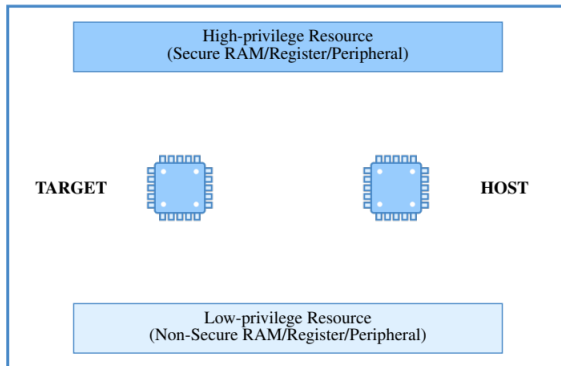 High-privilege Resource
(Secure RAM/Register/Peripheral)
TARGET
HOST
Low-privilege Resource
(Non-Secure RAM/Register/Peripheral)